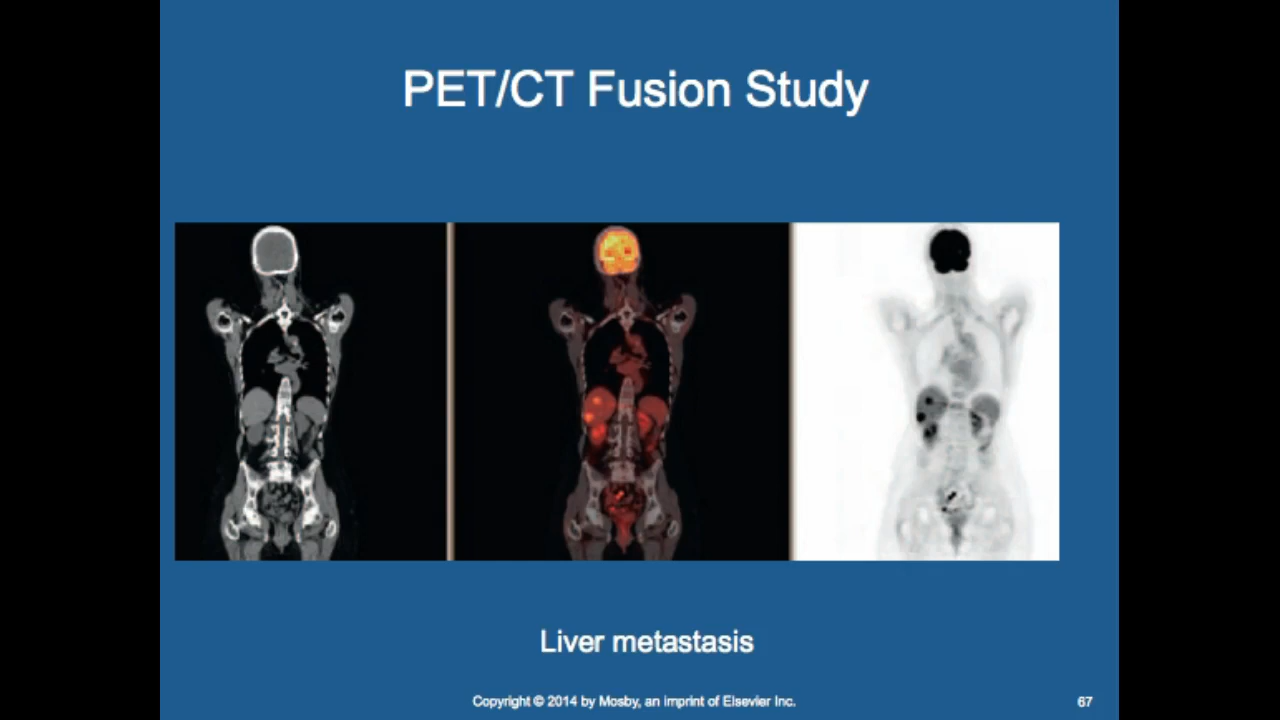 PET/CT Fusion Study
Liver metastasis
Copyright © 2014 by Mosby, an imprint of Elsevier Inc.
67